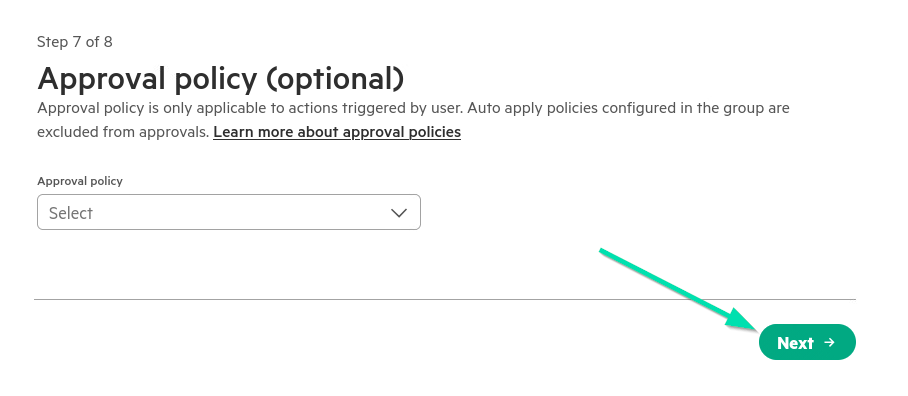 Step 7 of 8
Approval policy (optional)
Approval policy is only applicable to actions triggered by user. Auto apply policies configured in the group are
excluded from approvals. Learn more about approval policies
Approval policy
Select
Next →